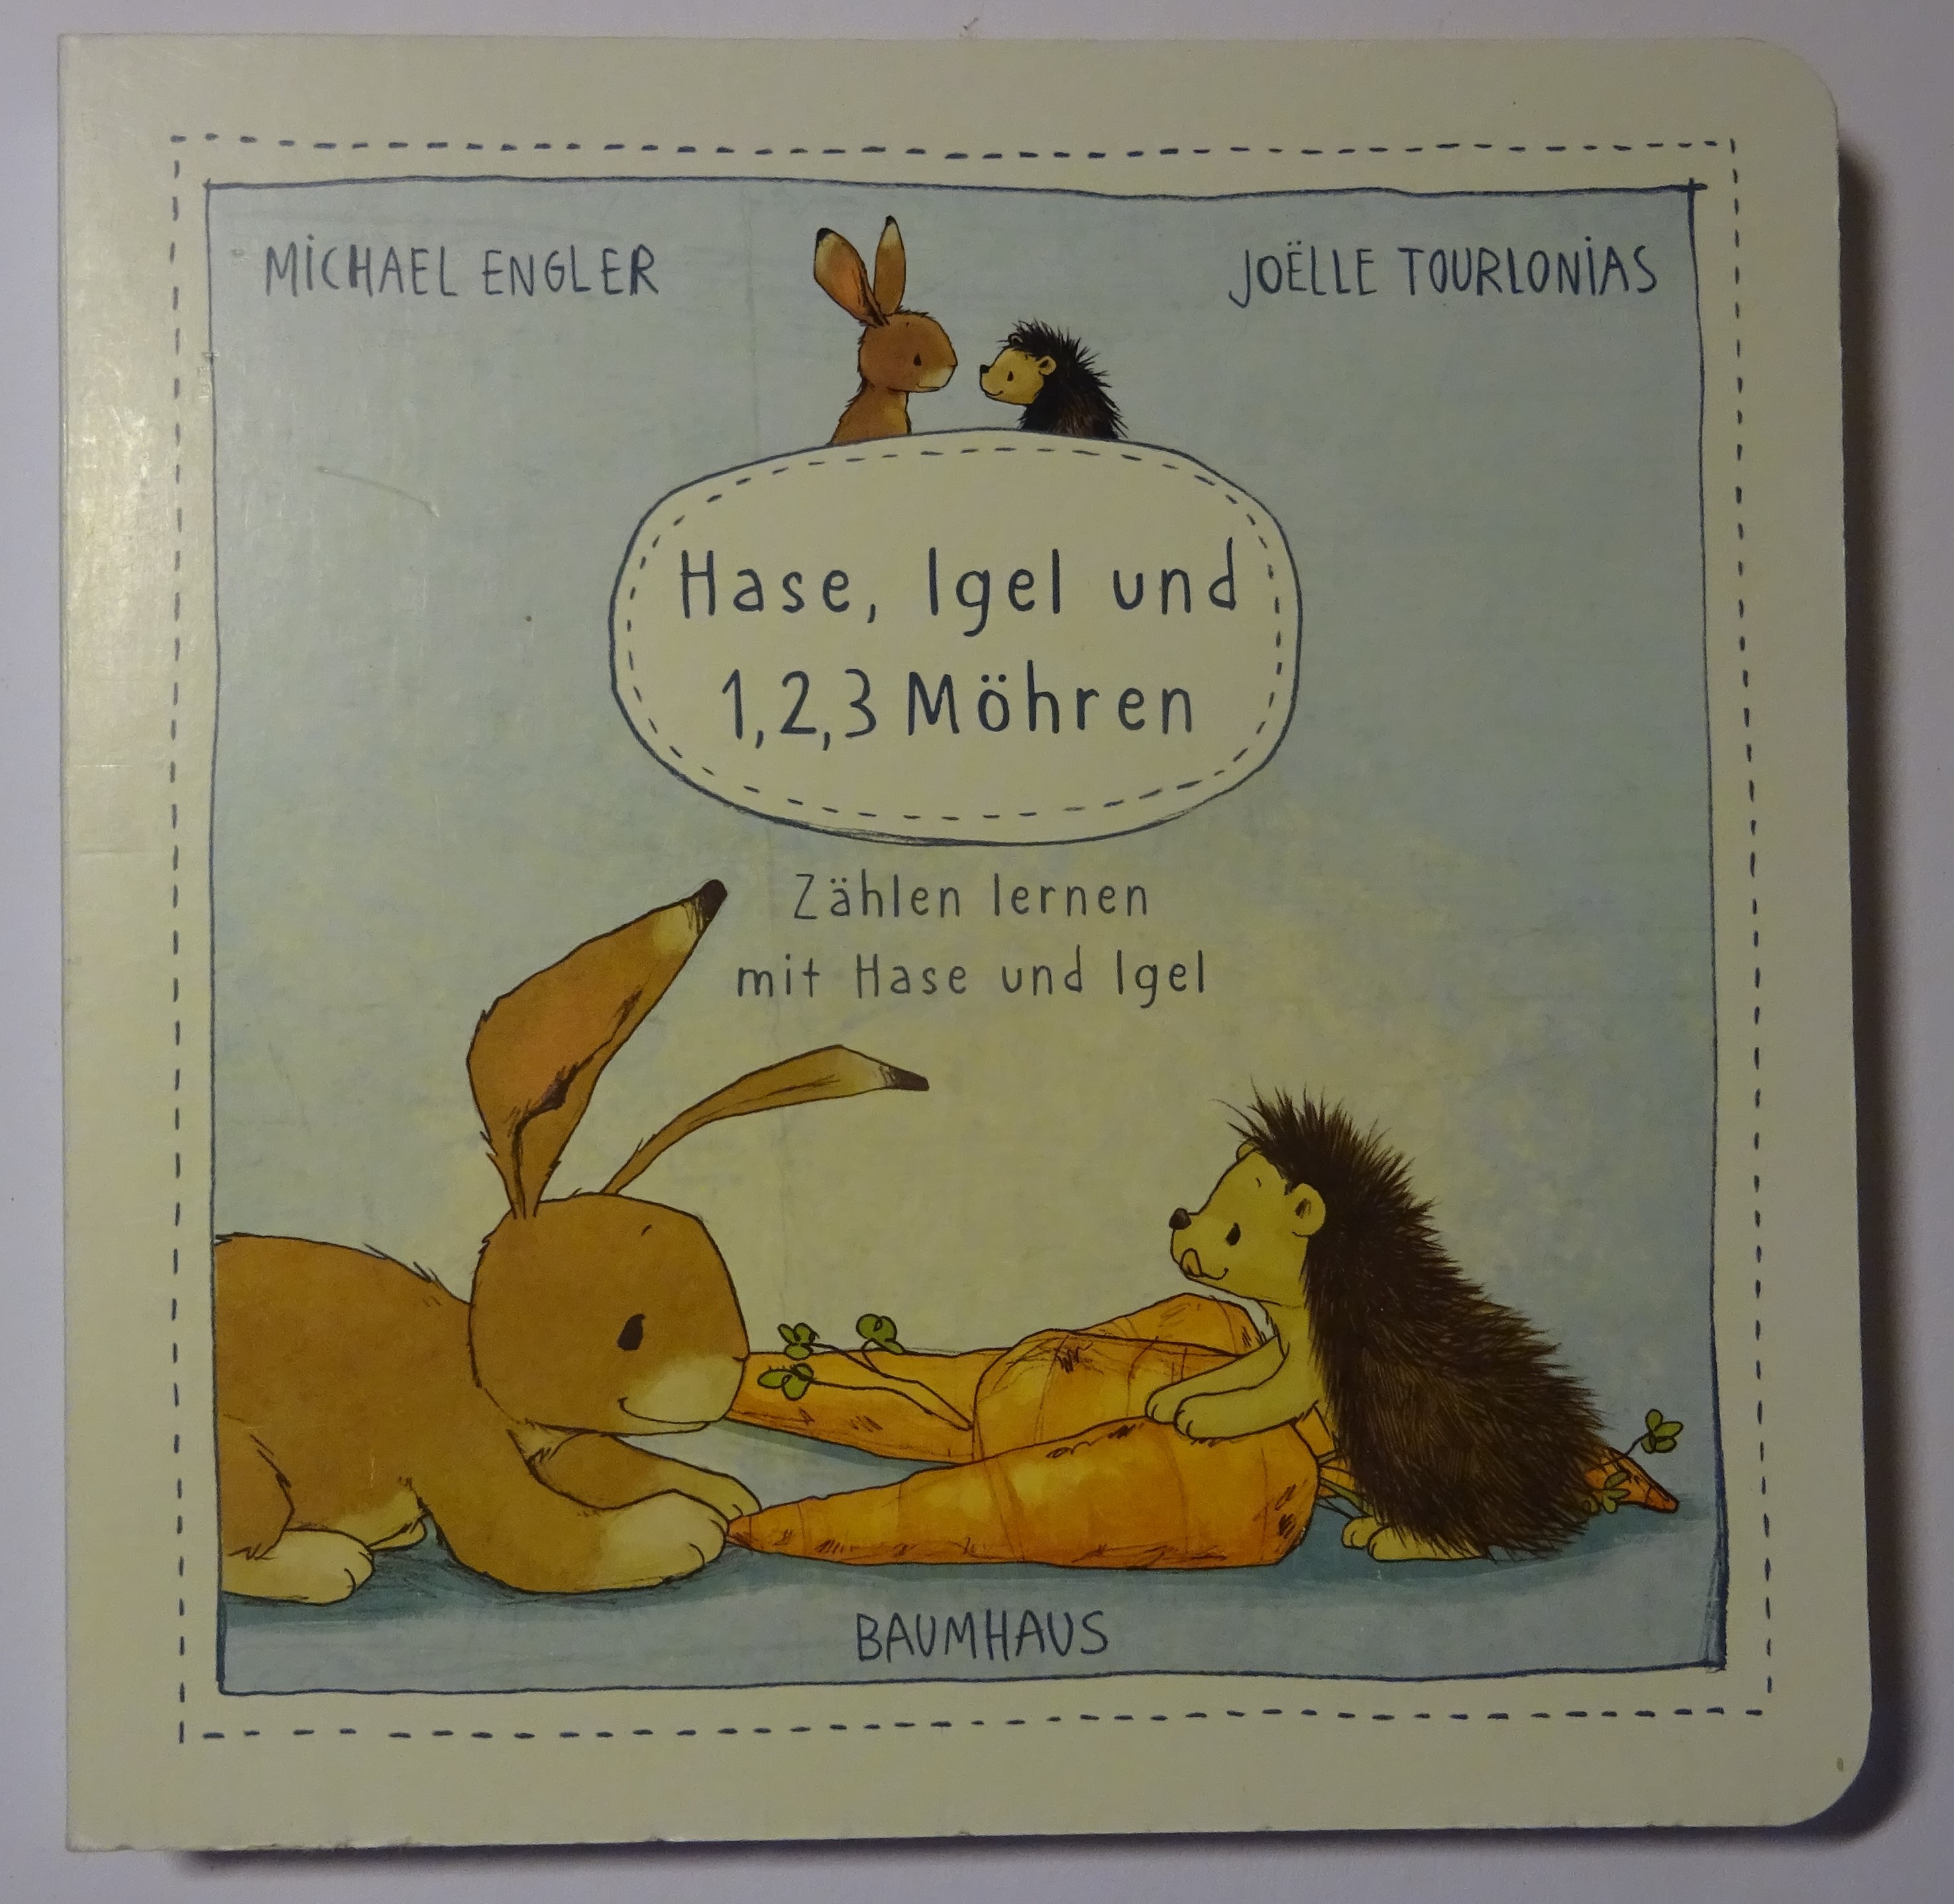 MiCHAEL ENGLER
JOËLLE TOURLONiAS
Hase, Igel und
1,2,3 Möhren
Zählen lernen
mit Hase und Igel
BAUMHAUS